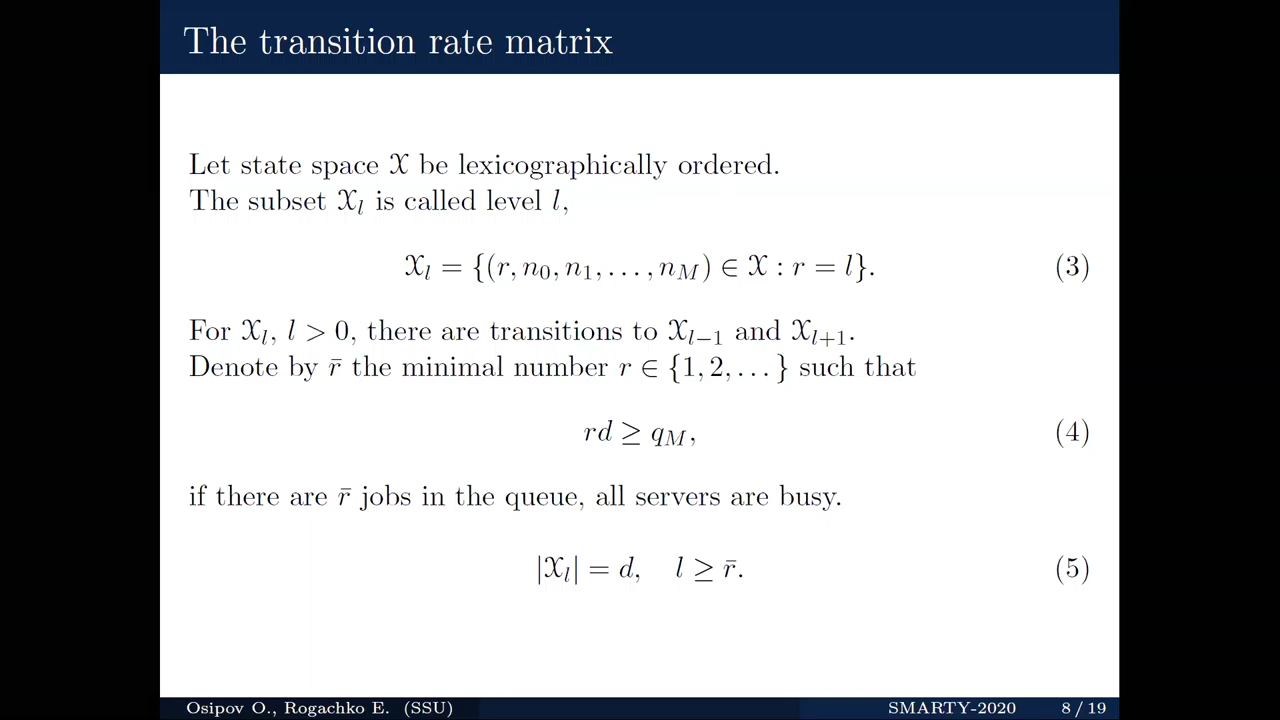 The transition rate matrix
Let state space 𝒳 be lexicographically ordered.
The subset 𝒳_l is called level l,
𝒳_l = {(r, n_0, n_1, . . . , n_M) ∈ 𝒳 : r = l}. (3)
For 𝒳_l, l > 0, there are transitions to 𝒳_{l−1} and 𝒳_{l+1}.
Denote by r̄ the minimal number r ∈ {1, 2, . . . } such that
rd ≥ q_M, (4)
if there are r̄ jobs in the queue, all servers are busy.
|𝒳_l| = d, l ≥ r̄. (5)
Osipov O., Rogachko E. (SSU) SMARTY-2020 8 / 19